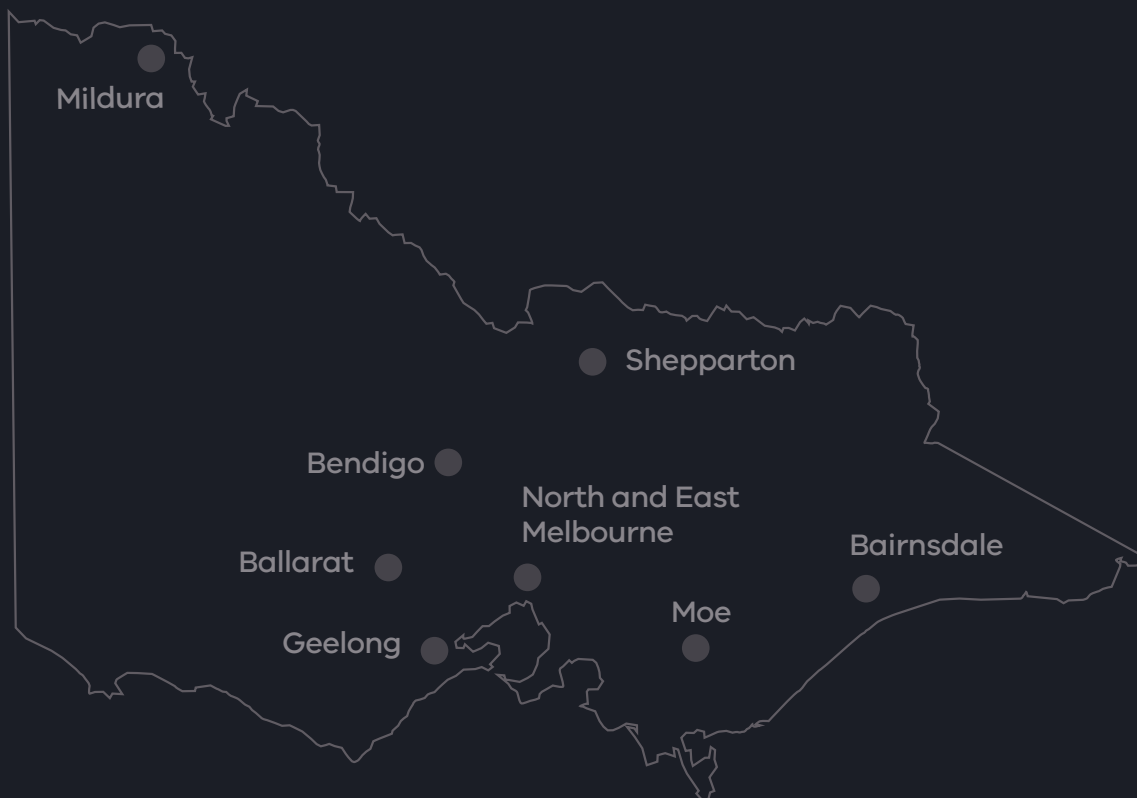 Mildura
Shepparton
Bendigo
North and East
Melbourne
Bairnsdale
Ballarat
Moe
Geelong